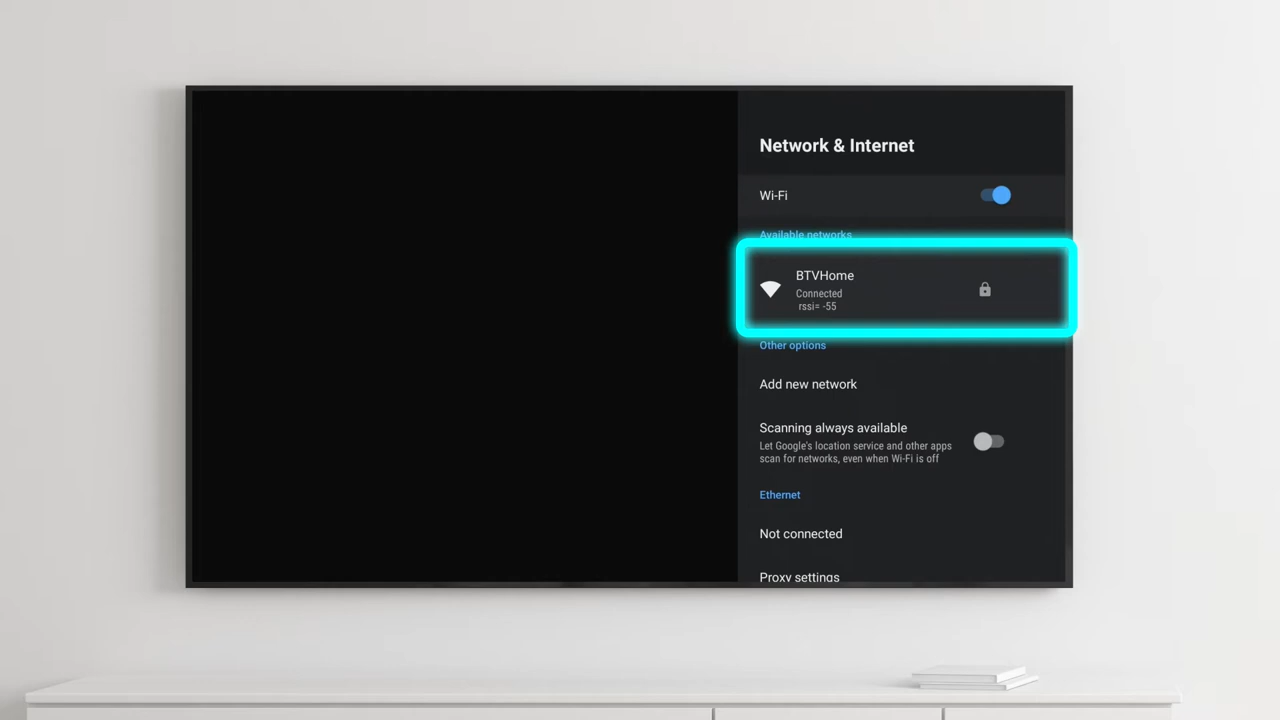 Network & Internet
Wi-Fi
Available networks
BTVHome
Connected
rssi= -55
Other options
Add new network
Scanning always available
Let Google's location service and other apps
scan for networks, even when Wi-Fi is off
Ethernet
Not connected
Proxy settings